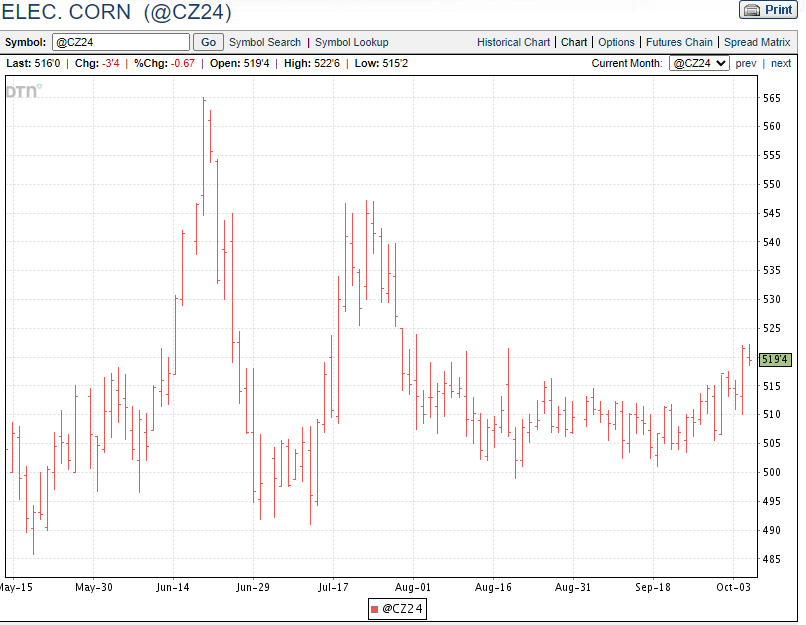 ELEC. CORN (@CZ24)
Print
Symbol: @CZ24 Go Symbol Search | Symbol Lookup Historical Chart | Chart | Options | Futures Chain | Spread Matrix
Last: 516'0 | Chg: -3'4 | %Chg: -0.67 | Open: 519'4 | High: 522'6 | Low: 515'2 Current Month: @CZ24 prev | next
DTN
565
560
555
550
545
540
535
530
525
519'4
515
510
505
500
495
490
485
May-15 May-30 Jun-14 Jun-29 Jul-17 Aug-01 Aug-16 Aug-31 Sep-18 Oct-03
@CZ24